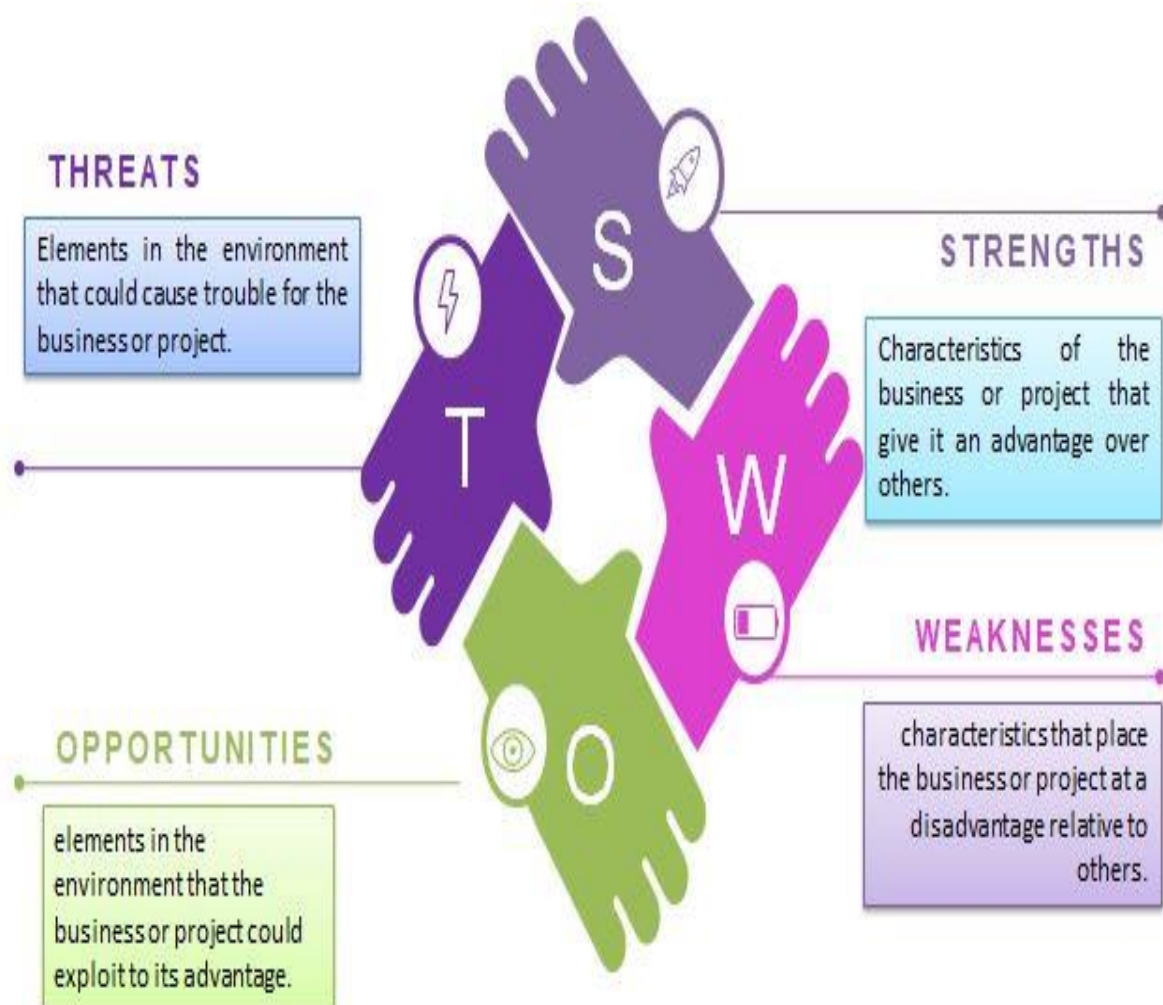 THREATS
Elements in the environment
that could cause trouble for the
business or project.
S
STRENGTHS
Characteristics of the
business or project that
give it an advantage over
others.
T
W
WEAKNESSES
characteristics that place
the business or project at a
disadvantage relative to
others.
OPPORTUNITIES
O
elements in the
environment that the
business or project could
exploit to its advantage.